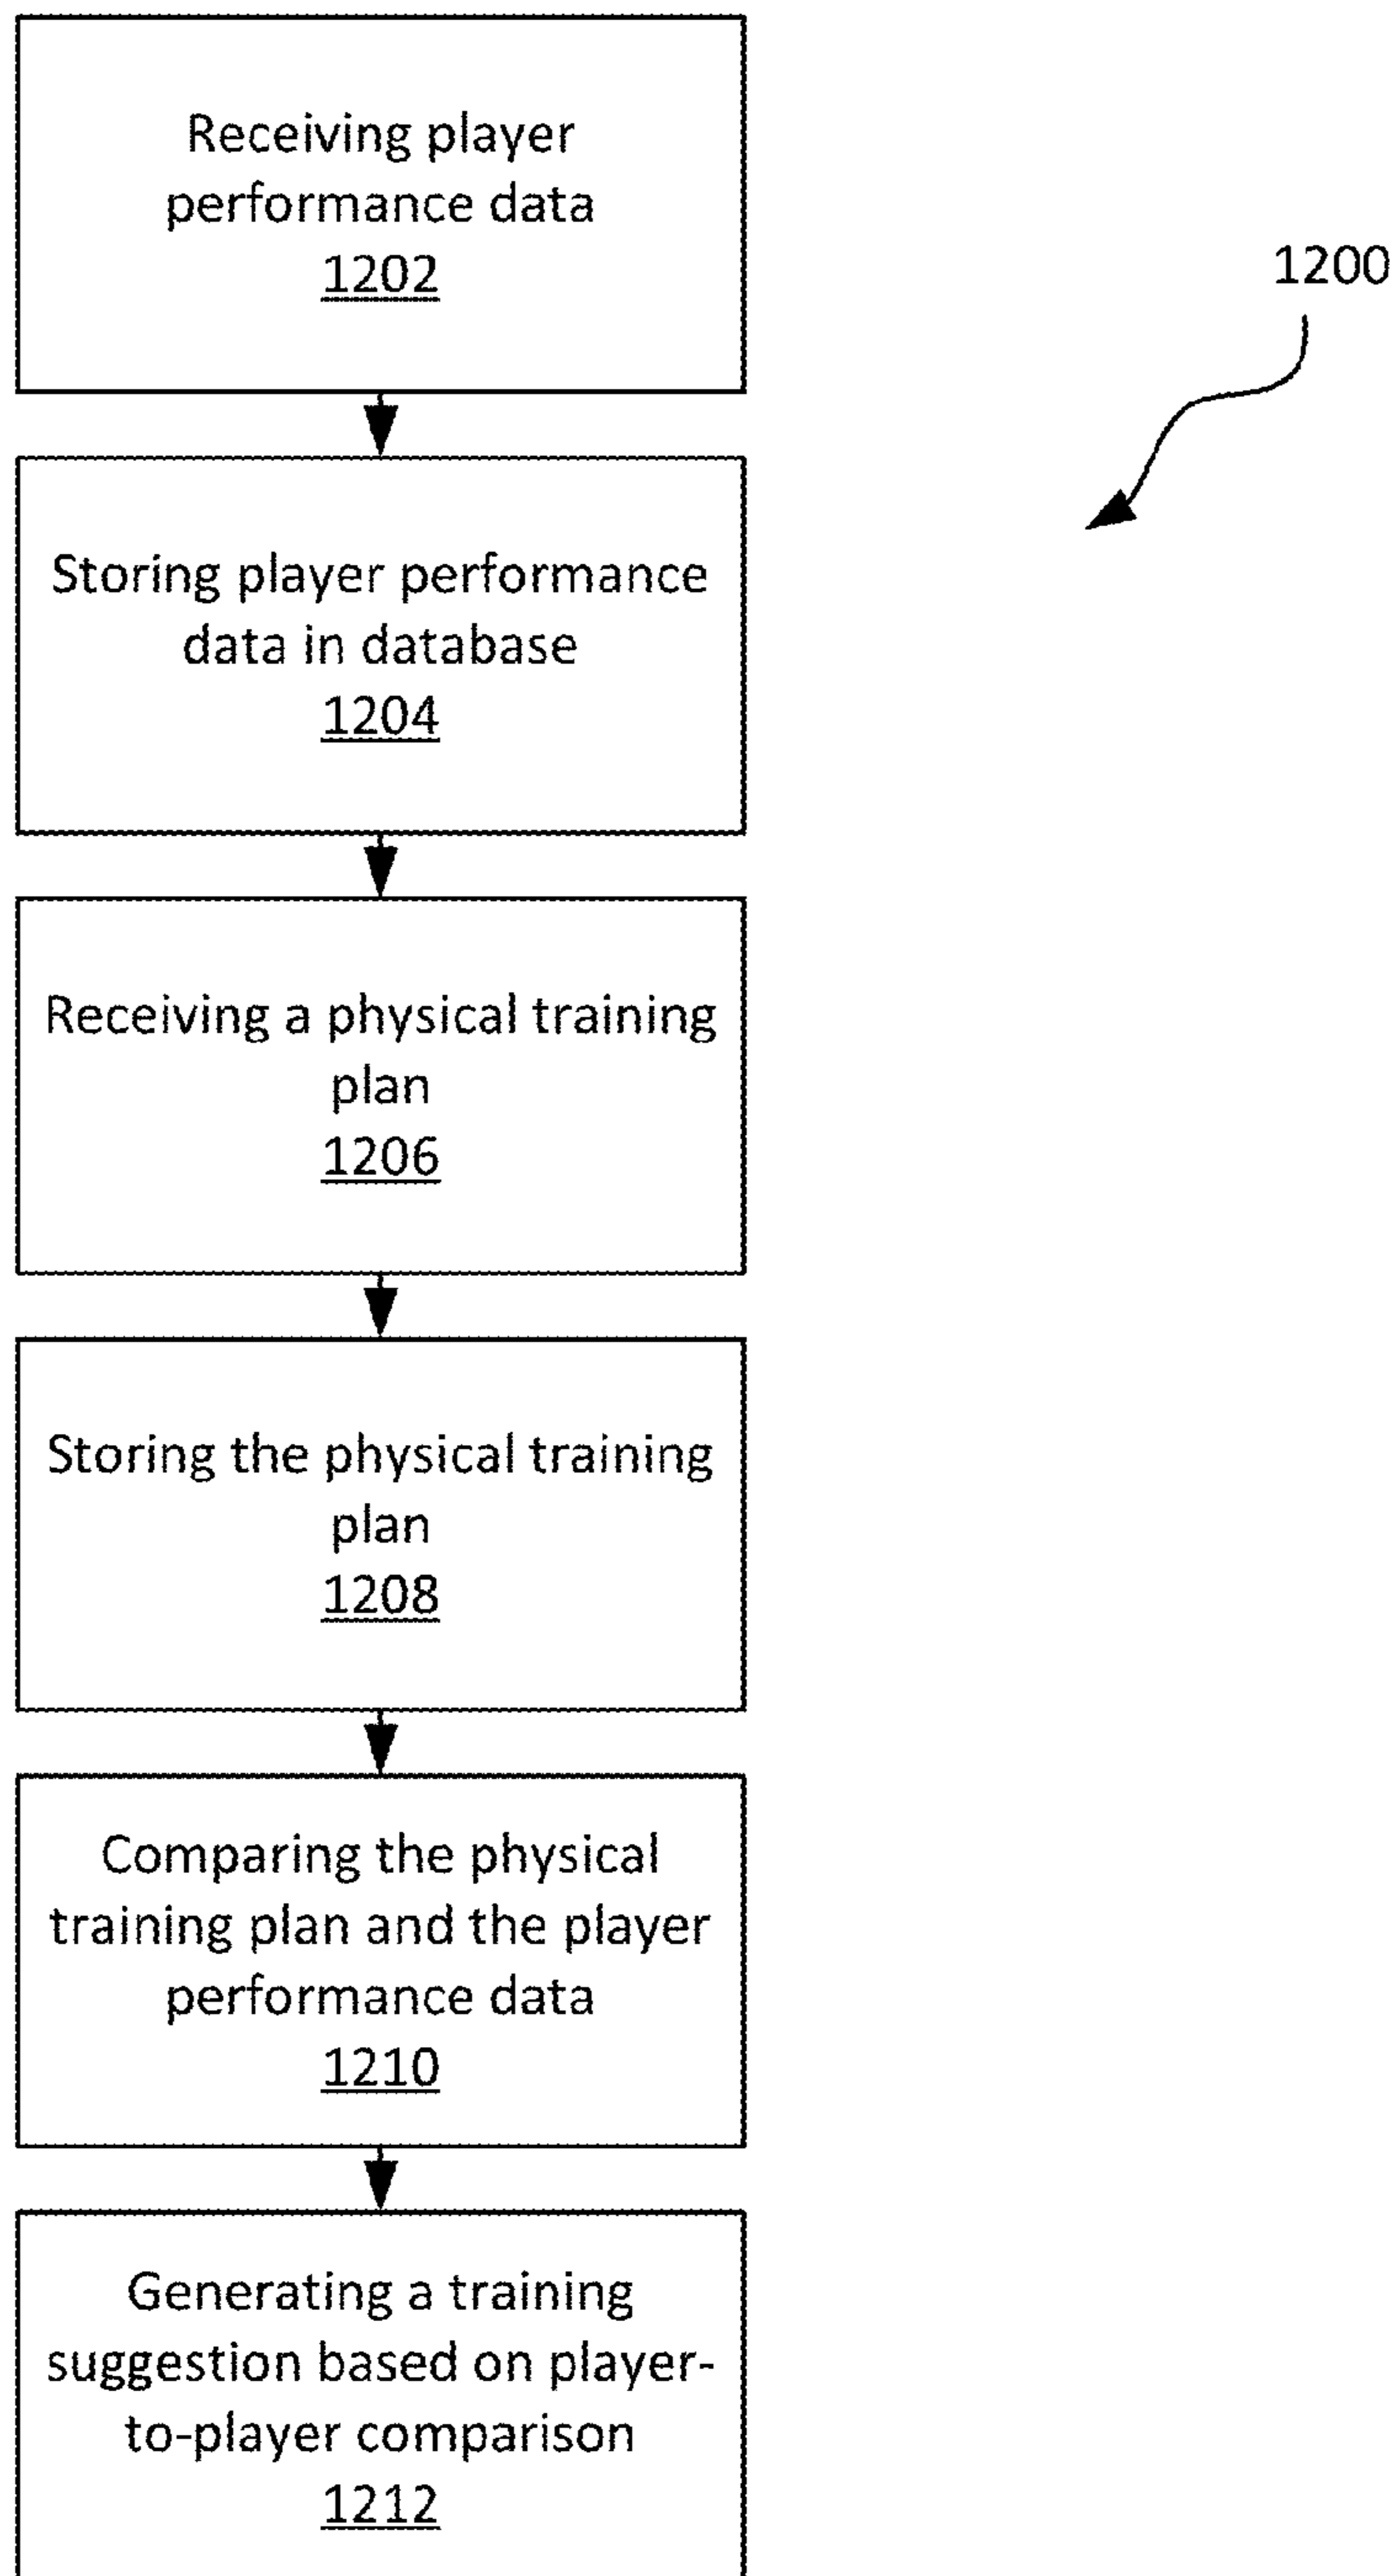 Receiving player
performance data
1202
1200
Storing player performance
data in database
1204
Receiving a physical training
plan
1206
Storing the physical training
plan
1208
Comparing the physical
training plan and the player
performance data
1210
Generating a training
suggestion based on player-
to-player comparison
1212